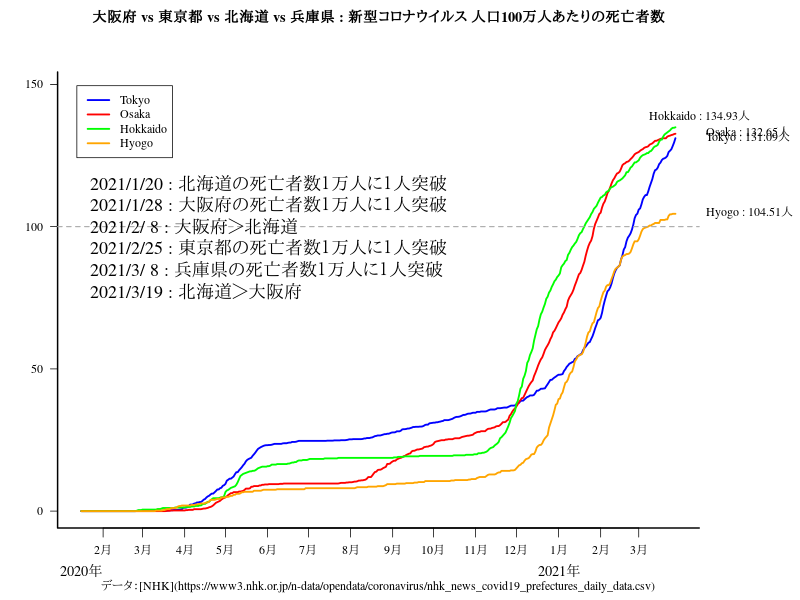 大阪府 vs 東京都 vs 北海道 vs 兵庫県 : 新型コロナウイルス 人口100万人あたりの死亡者数
150
100
50
0
Tokyo
Osaka
Hokkaido
Hyogo
2021/1/20 : 北海道の死亡者数1万人に1人突破
2021/1/28 : 大阪府の死亡者数1万人に1人突破
2021/2/ 8 : 大阪府＞北海道
2021/2/25 : 東京都の死亡者数1万人に1人突破
2021/3/ 8 : 兵庫県の死亡者数1万人に1人突破
2021/3/19 : 北海道＞大阪府
Hokkaido : 134.93人
Osaka : 132.65人
Tokyo : 131.09人
Hyogo : 104.51人
2月 3月 4月 5月 6月 7月 8月 9月 10月 11月 12月 1月 2月 3月
2020年 2021年
データ：[NHK](https://www3.nhk.or.jp/n-data/opendata/coronavirus/nhk_news_covid19_prefectures_daily_data.csv)